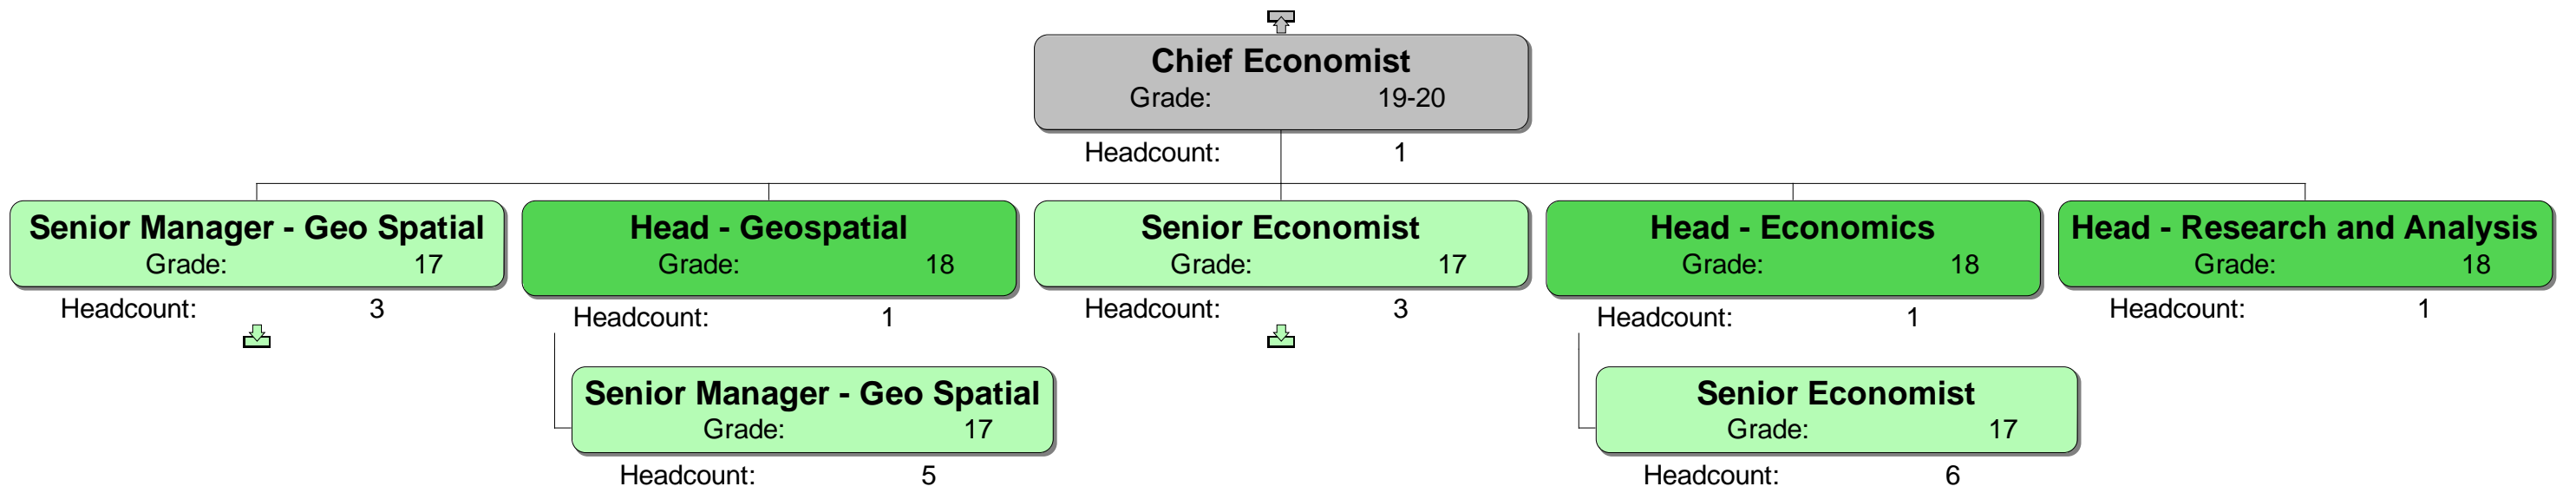 Chief Economist
Grade: 19-20
Headcount: 1
Senior Manager - Geo Spatial
Grade: 17
Headcount: 3
Head - Geospatial
Grade: 18
Headcount: 1
Senior Manager - Geo Spatial
Grade: 17
Headcount: 5
Senior Economist
Grade: 17
Headcount: 3
Head - Economics
Grade: 18
Headcount: 1
Senior Economist
Grade: 17
Headcount: 6
Head - Research and Analysis
Grade: 18
Headcount: 1